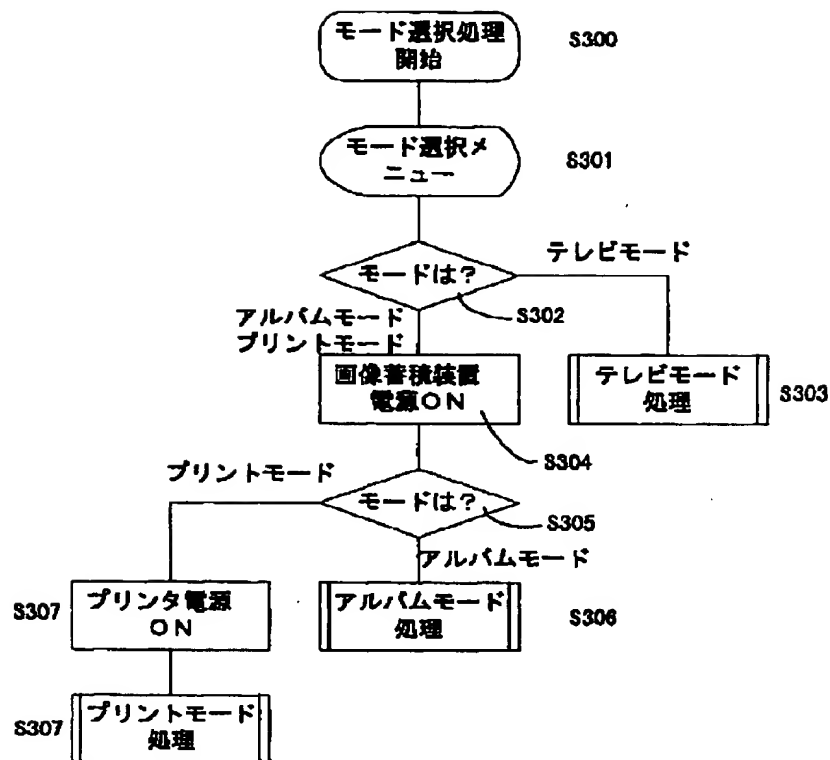 モード選択処理
開始
S300
モード選択メ
ニュー
S301
テレビモード
モードは?
S302
アルバムモード
プリントモード
画像蓄積装置
電源ON
テレビモード
処理
S303
S304
プリントモード
モードは?
S305
アルバムモード
S307
プリンタ電源
ON
アルバムモード
処理
S306
S307
プリントモード
処理